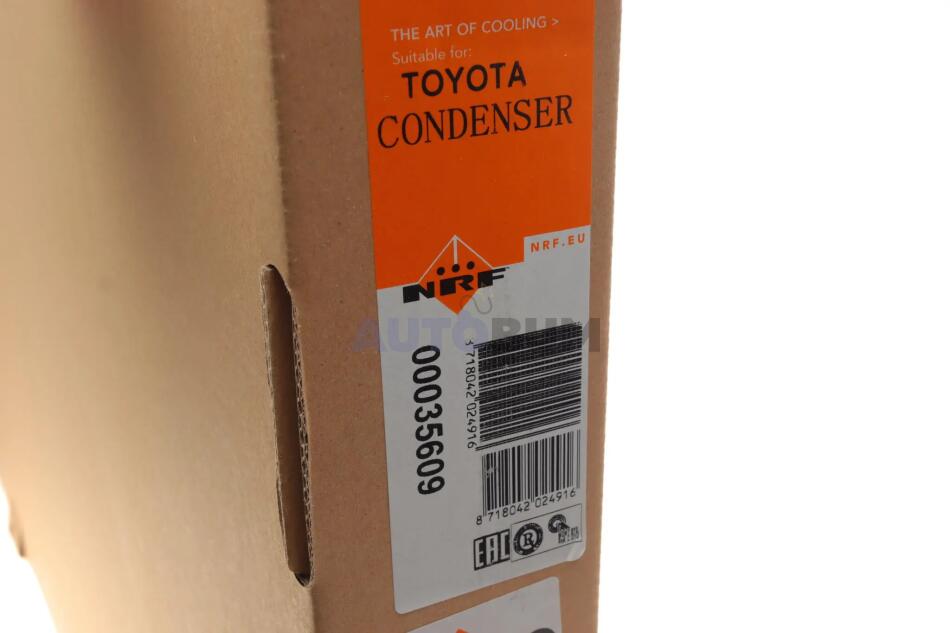 THE ART OF COOLING >
Suitable for:
TOYOTA
CONDENSER
NRF.EU
NRF
AUTODUM
00035609
8 718042 024916
8 718042 024916
EAC
R